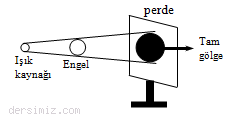 perde
Tam
gölge
Işık
kaynağı
Engel
dersimiz.com